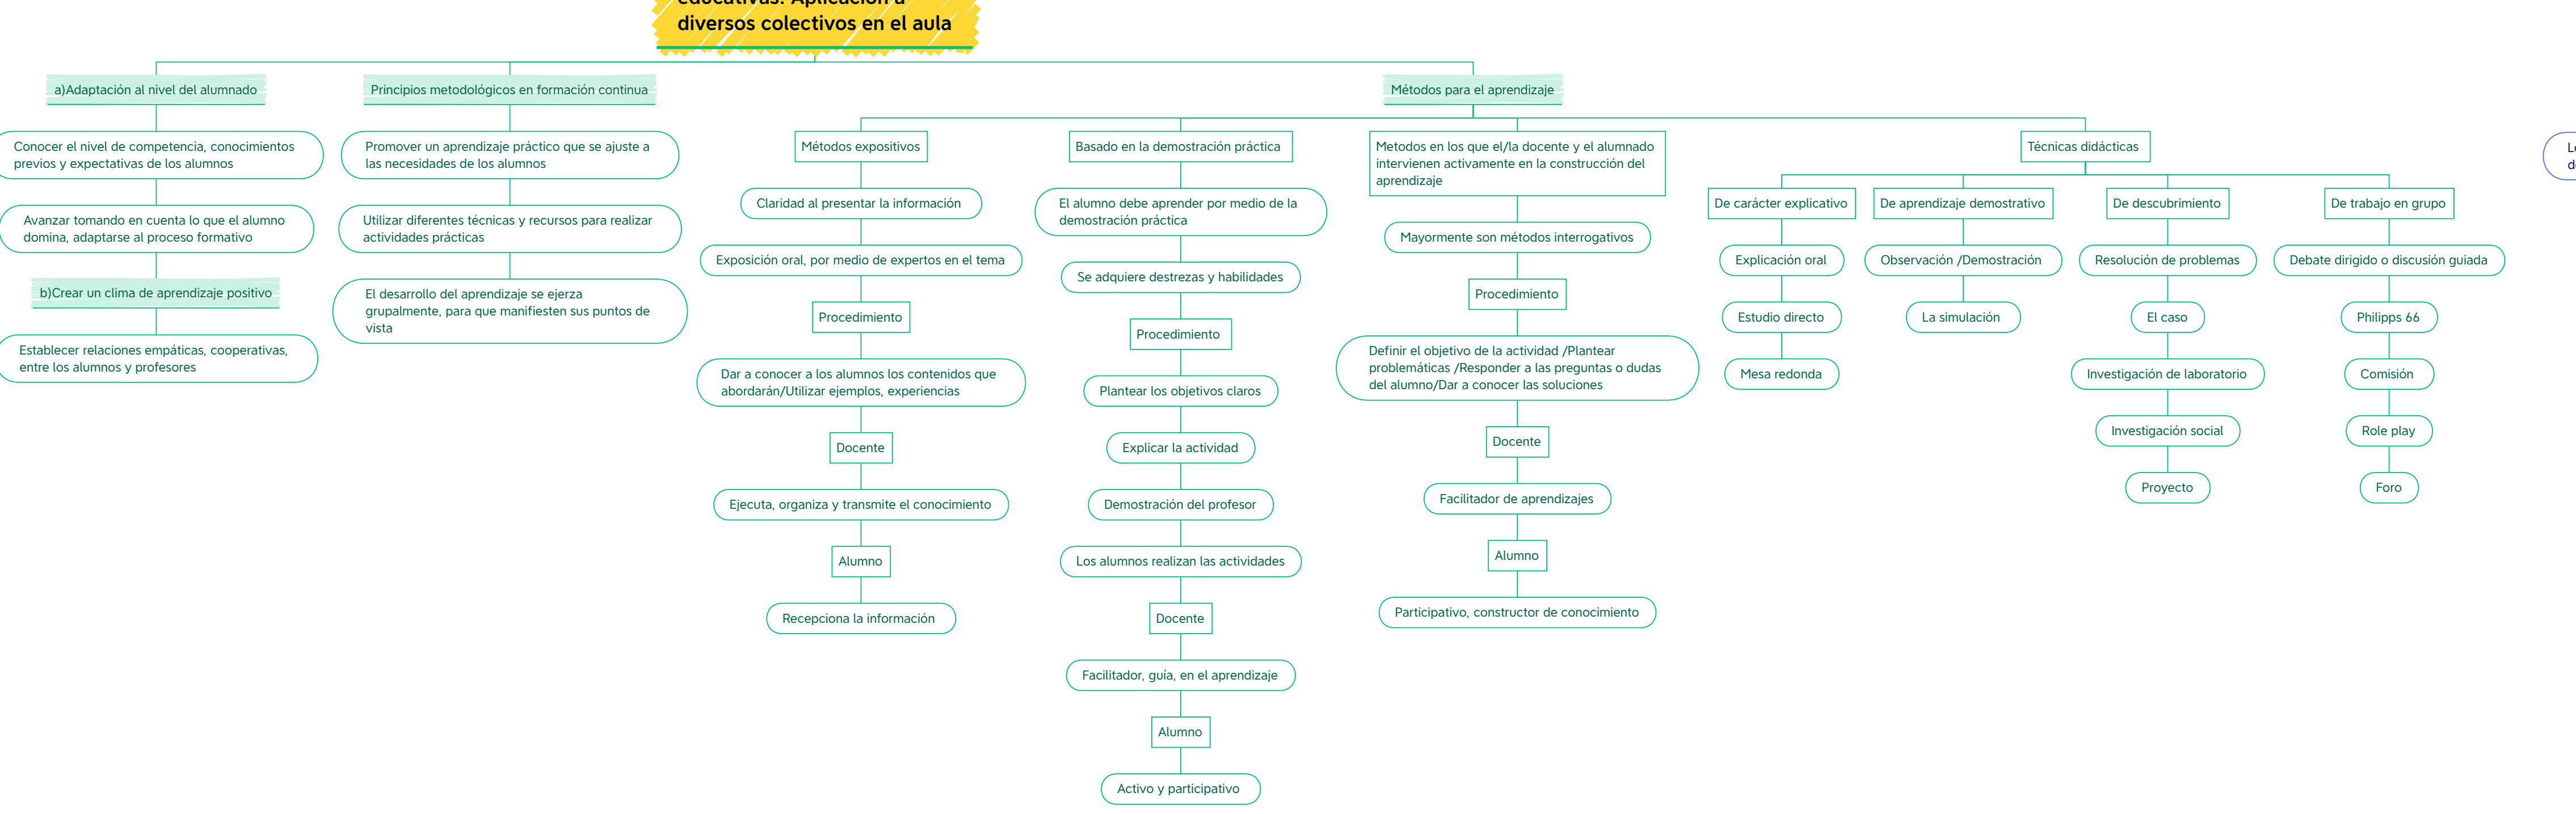 educativas. Aplicación a
diversos colectivos en el aula
a)Adaptación al nivel del alumnado
Conocer el nivel de competencia, conocimientos
previos y expectativas de los alumnos
Avanzar tomando en cuenta lo que el alumno
domina, adaptarse al proceso formativo
b)Crear un clima de aprendizaje positivo
Establecer relaciones empáticas, cooperativas,
entre los alumnos y profesores
Principios metodológicos en formación continua
Promover un aprendizaje práctico que se ajuste a
las necesidades de los alumnos
Utilizar diferentes técnicas y recursos para realizar
actividades prácticas
El desarrollo del aprendizaje se ejerza
grupalmente, para que manifiesten sus puntos de
vista
Métodos para el aprendizaje
Métodos expositivos
Claridad al presentar la información
Exposición oral, por medio de expertos en el tema
Procedimiento
Dar a conocer a los alumnos los contenidos que
abordarán/Utilizar ejemplos, experiencias
Docente
Ejecuta, organiza y transmite el conocimiento
Alumno
Recepciona la información
Basado en la demostración práctica
El alumno debe aprender por medio de la
demostración práctica
Se adquiere destrezas y habilidades
Procedimiento
Plantear los objetivos claros
Explicar la actividad
Demostración del profesor
Los alumnos realizan las actividades
Docente
Facilitador, guía, en el aprendizaje
Alumno
Activo y participativo
Metodos en los que el/la docente y el alumnado
intervienen activamente en la construcción del
aprendizaje
Mayormente son métodos interrogativos
Procedimiento
Definir el objetivo de la actividad /Plantear
problemáticas /Responder a las preguntas o dudas
del alumno/Dar a conocer las soluciones
Docente
Facilitador de aprendizajes
Alumno
Participativo, constructor de conocimiento
Técnicas didácticas
De carácter explicativo
Explicación oral
Estudio directo
Mesa redonda
De aprendizaje demostrativo
Observación /Demostración
La simulación
De descubrimiento
Resolución de problemas
El caso
Investigación de laboratorio
Investigación social
Proyecto
De trabajo en grupo
Debate dirigido o discusión guiada
Philipps 66
Comisión
Role play
Foro